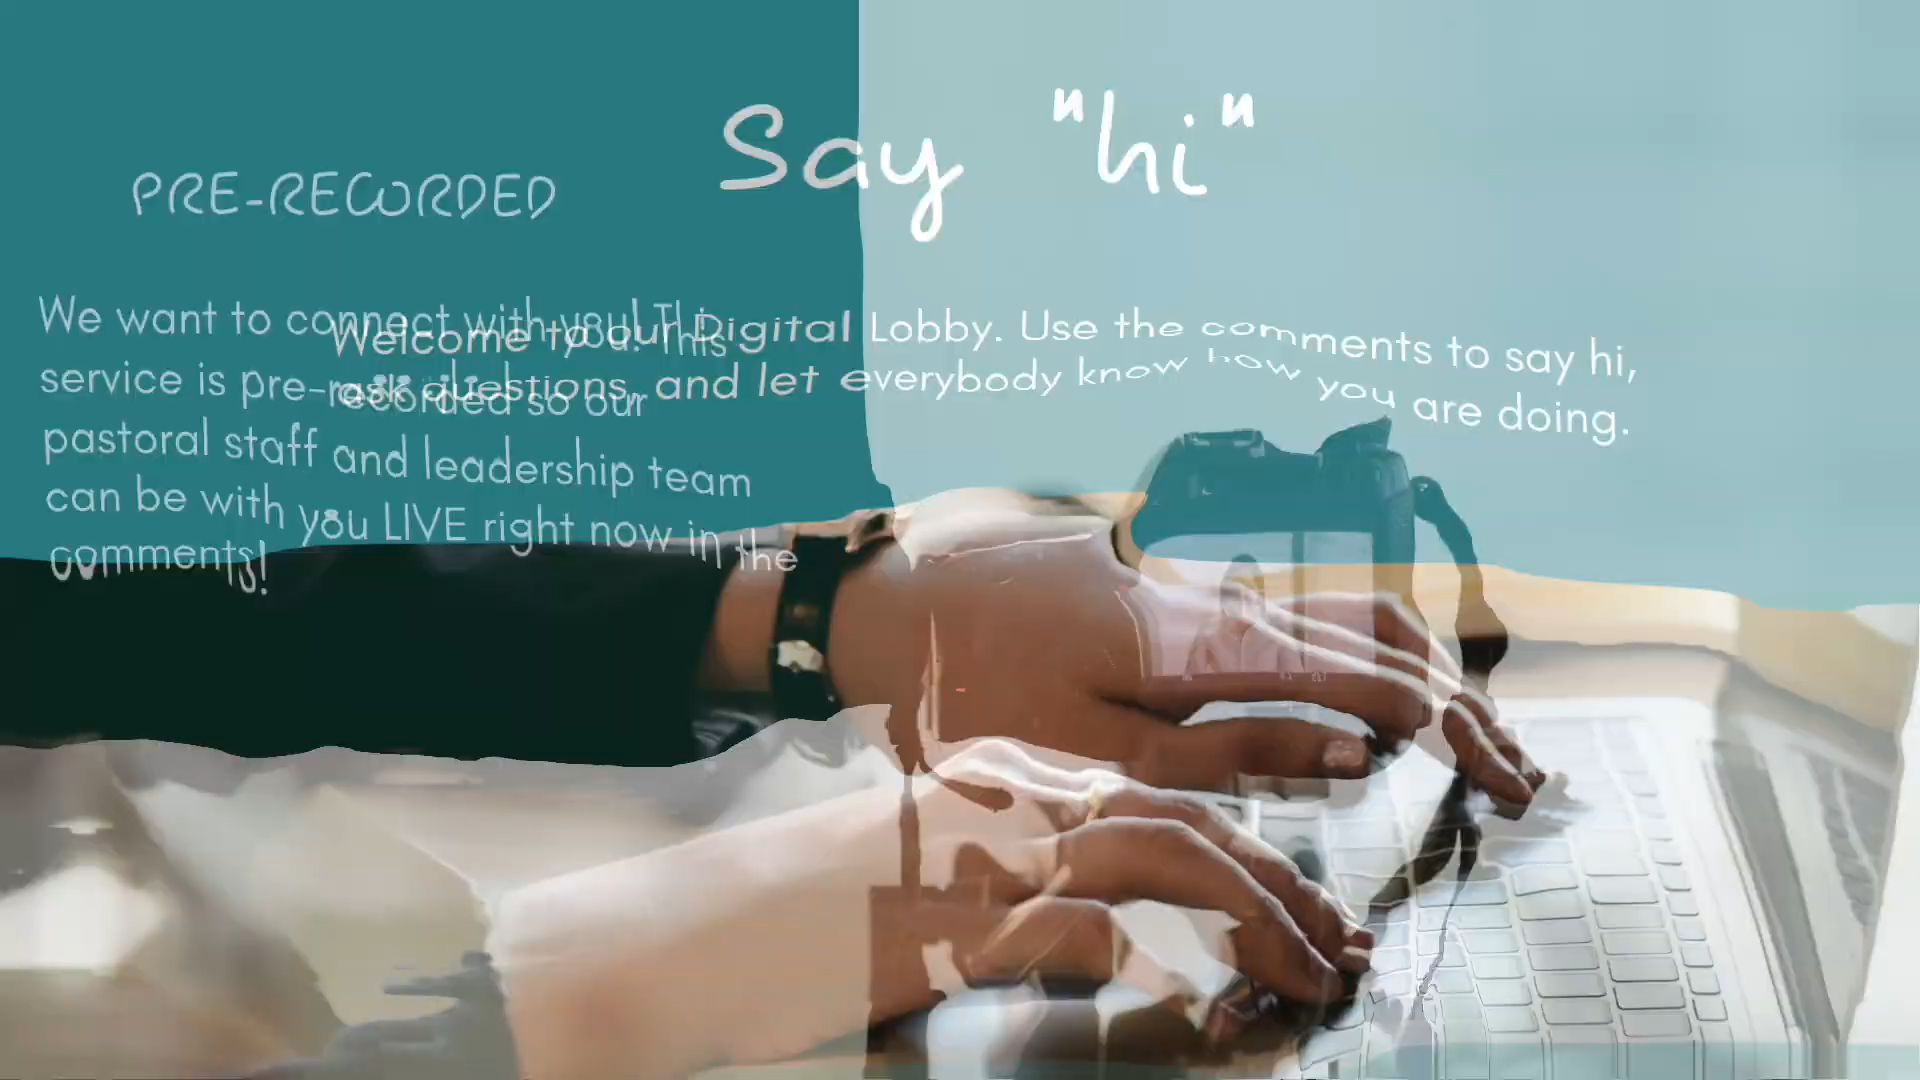 Say "hi"
PRE-RECORDED
We want to connect with you! This
service is pre-recorded so our
pastoral staff and leadership team
can be with you LIVE right now in the
comments!
Welcome to our Digital Lobby. Use the comments to say hi,
ask questions, and let everybody know how you are doing.